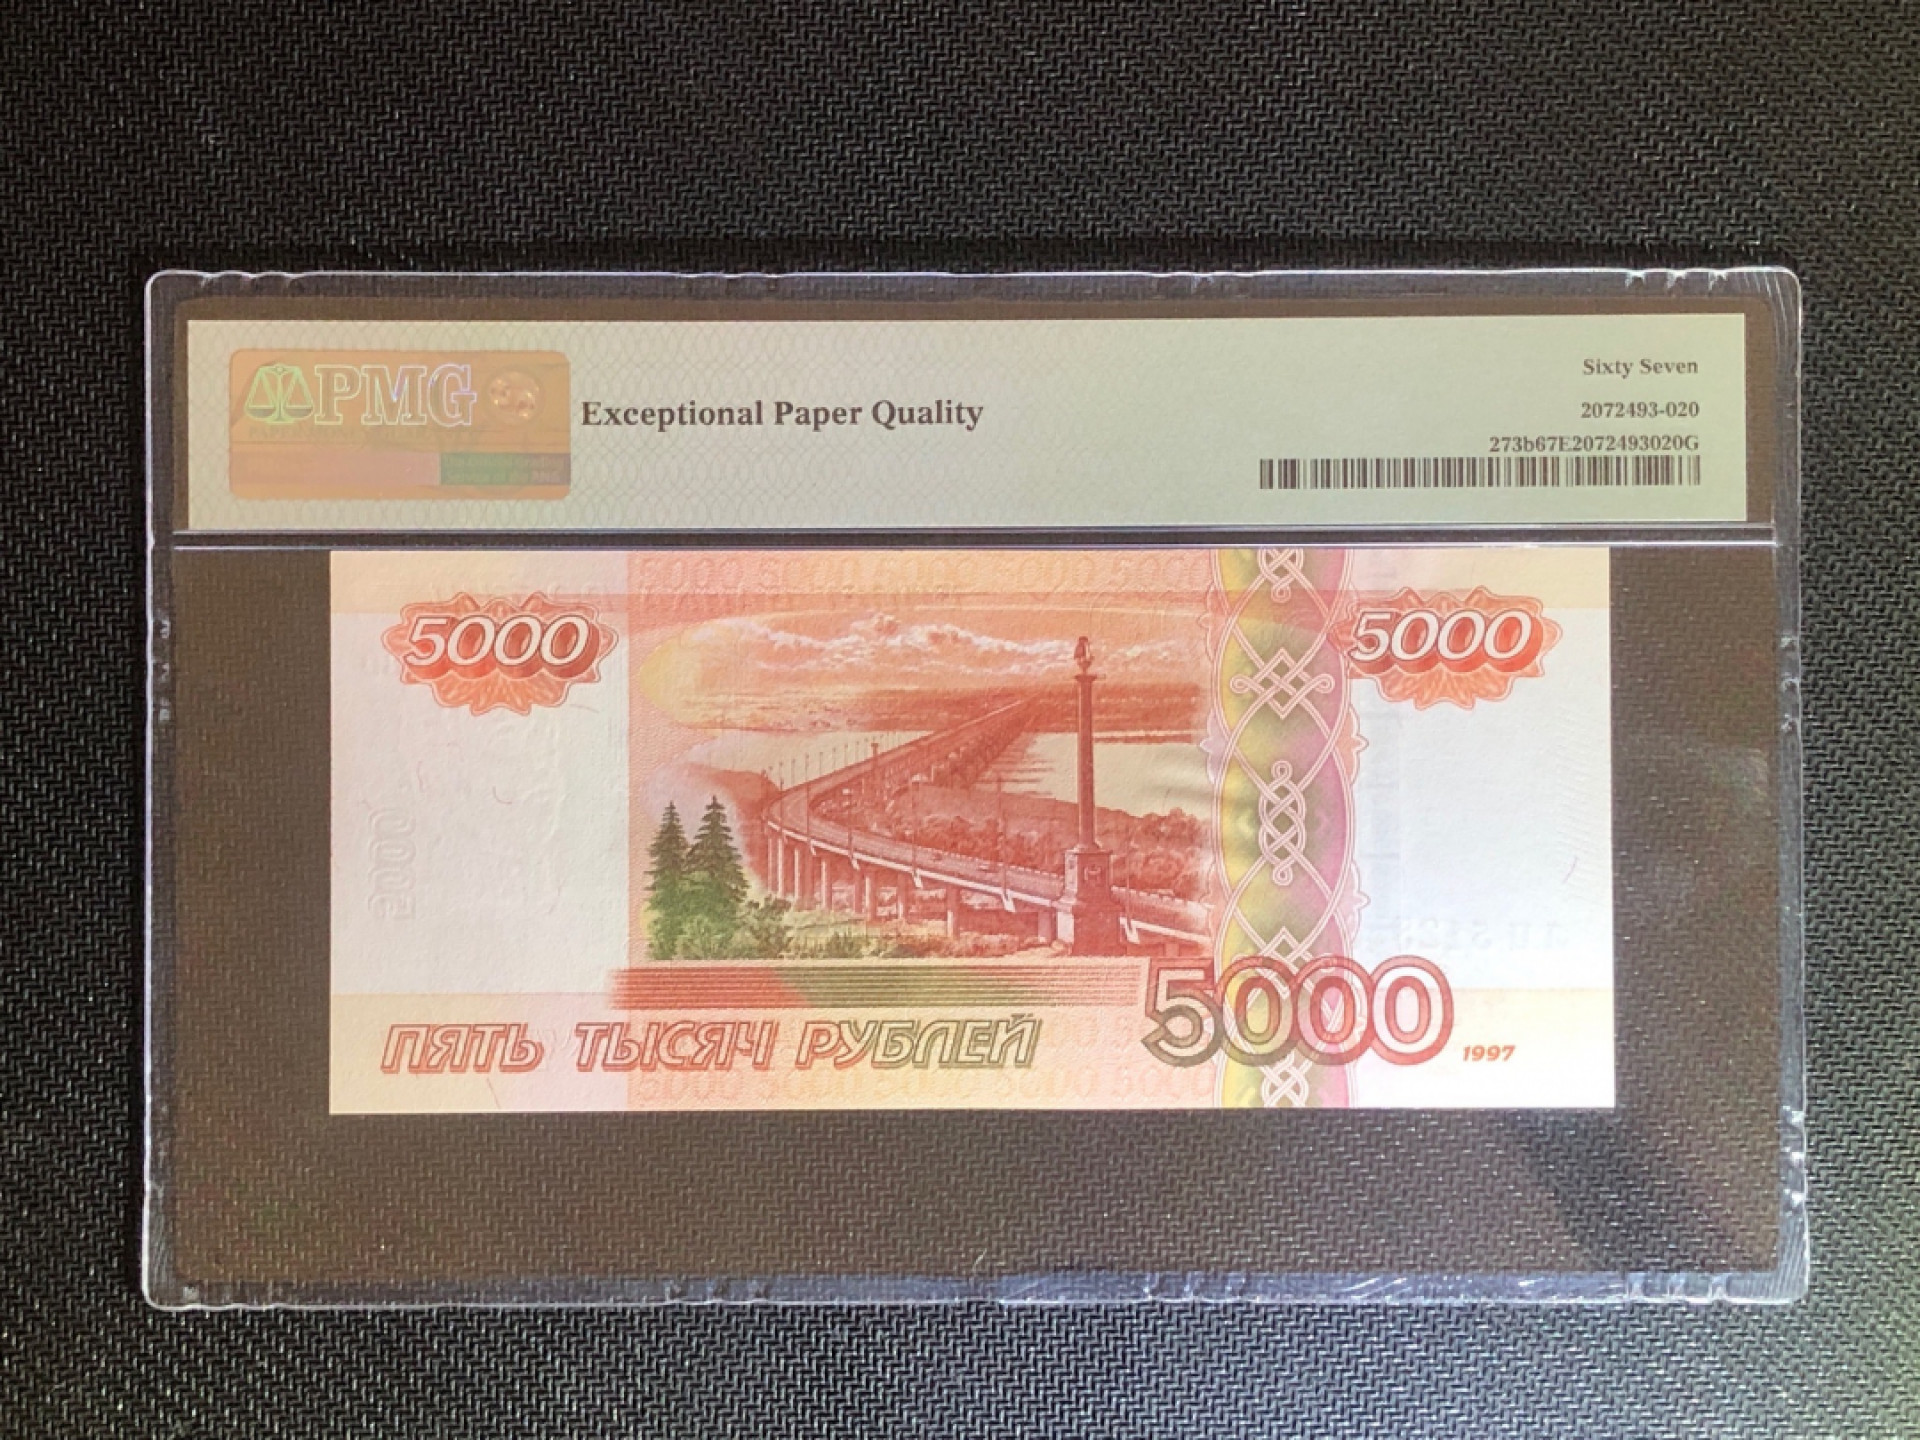 PMG
Exceptional Paper Quality
Sixty Seven
2072493-020
273b67E2072493020G
5000
5000
ПЯТЬ ТЫСЯЧ РУБЛЕЙ
5000
1997